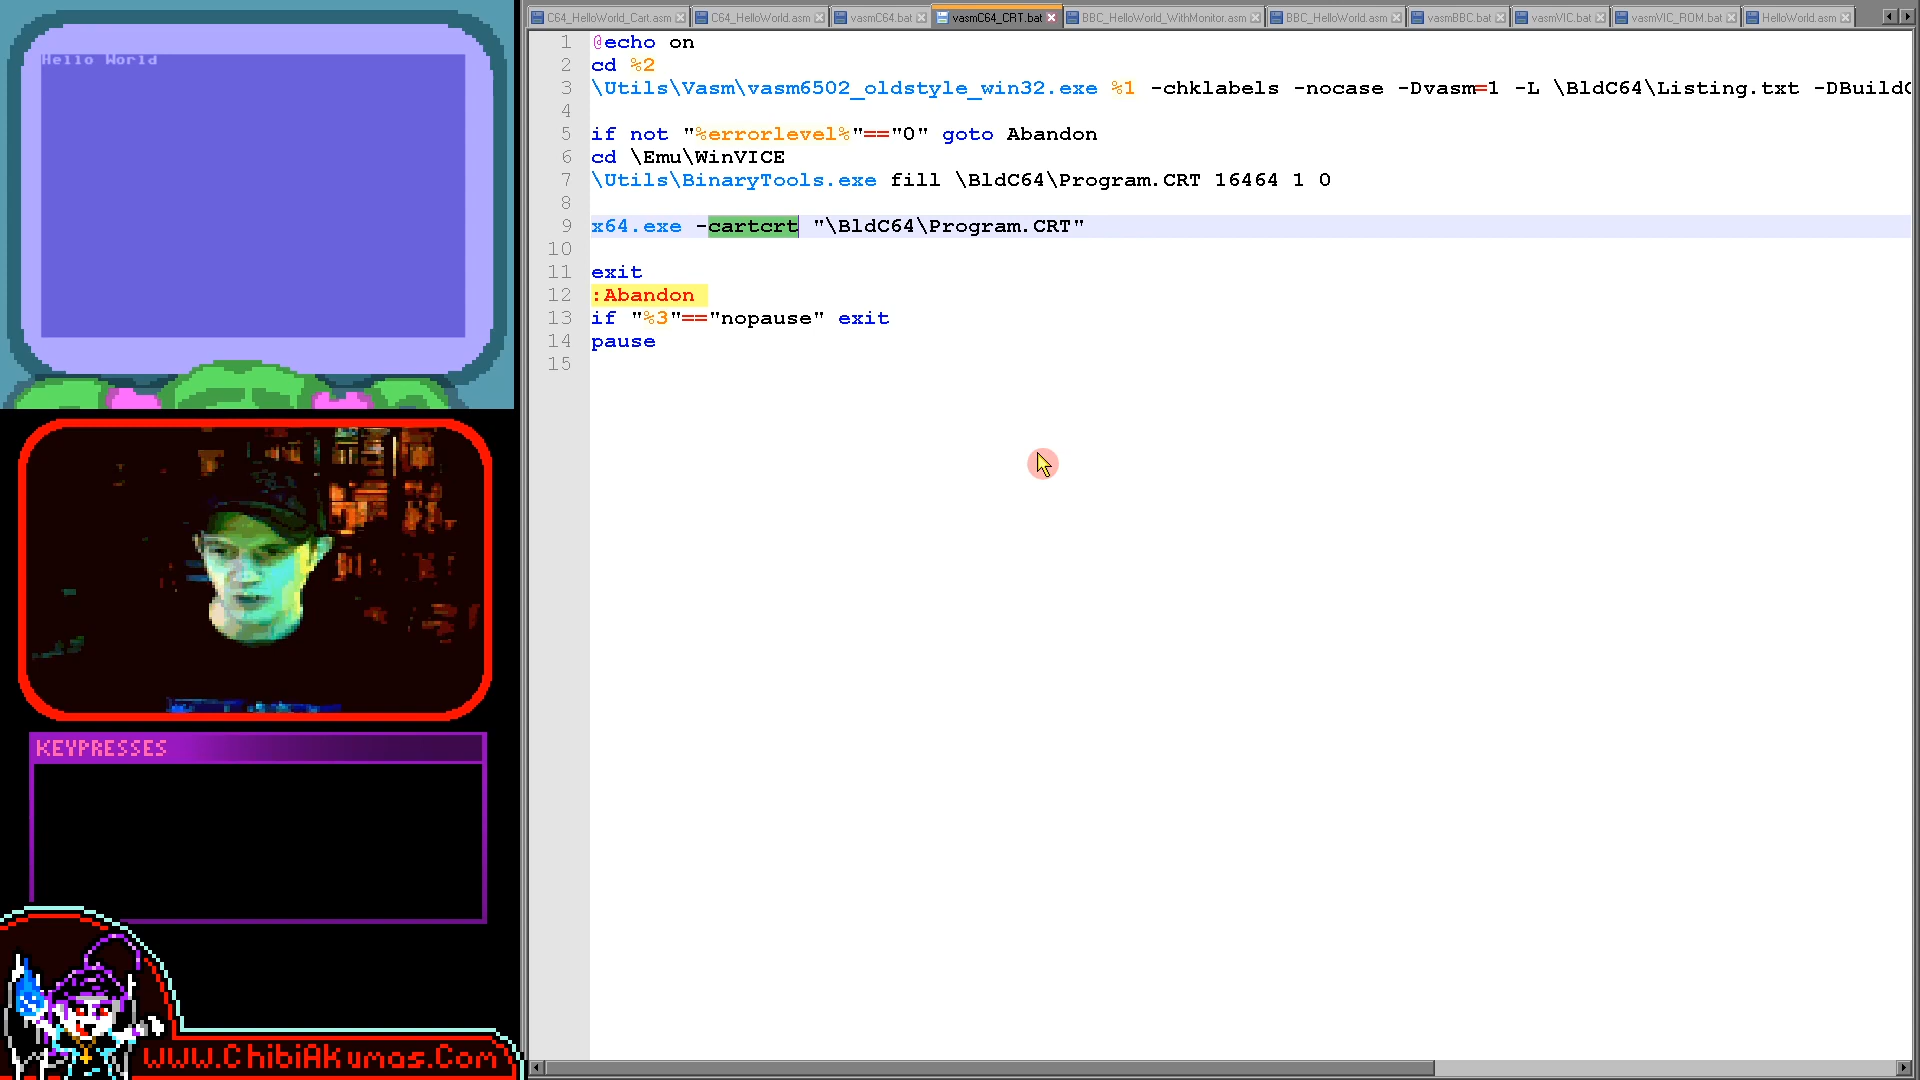 C64_HelloWorld_Cart.asm
C64_HelloWorld.asm
vasmC64.bat
vasmC64_CRT.bat
BBC_HelloWorld_WithMonitor.asm
BBC_HelloWorld.asm
vasmBBC.bat
vasmVIC.bat
vasmVIC_ROM.bat
HelloWorld.asm
Hello World
1 @echo on
2 cd %2
3 \Utils\Vasm\vasm6502_oldstyle_win32.exe %1 -chklabels -nocase -Dvasm=1 -L \BldC64\Listing.txt -DBuildC
4
5 if not "%errorlevel%"=="0" goto Abandon
6 cd \Emu\WinVICE
7 \Utils\BinaryTools.exe fill \BldC64\Program.CRT 16464 1 0
8
9 x64.exe -cartcrt "\BldC64\Program.CRT"
10
11 exit
12 :Abandon
13 if "%3"=="nopause" exit
14 pause
15
KEYPRESSES
WWW.ChibiAkumas.Com